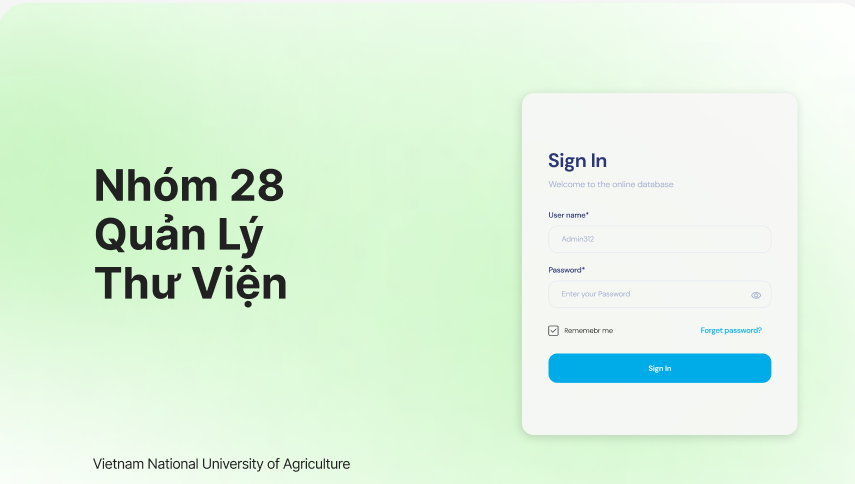 Nhóm 28
Quản Lý
Thư Viện
Vietnam National University of Agriculture
Sign In
Welcome to the online database
User name*
Admin312
Password*
Enter your Password
Rememebr me
Forget password?
Sign In